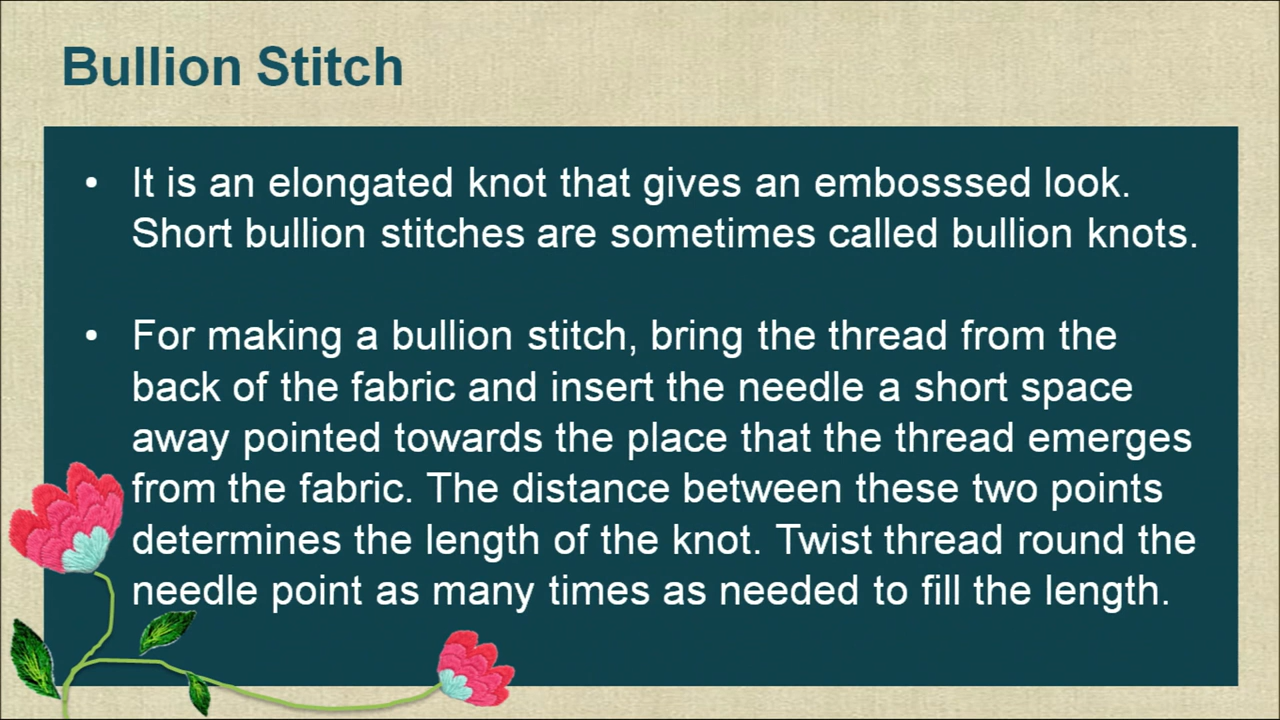 Bullion Stitch
• It is an elongated knot that gives an embosssed look.
Short bullion stitches are sometimes called bullion knots.
• For making a bullion stitch, bring the thread from the
back of the fabric and insert the needle a short space
away pointed towards the place that the thread emerges
from the fabric. The distance between these two points
determines the length of the knot. Twist thread round the
needle point as many times as needed to fill the length.